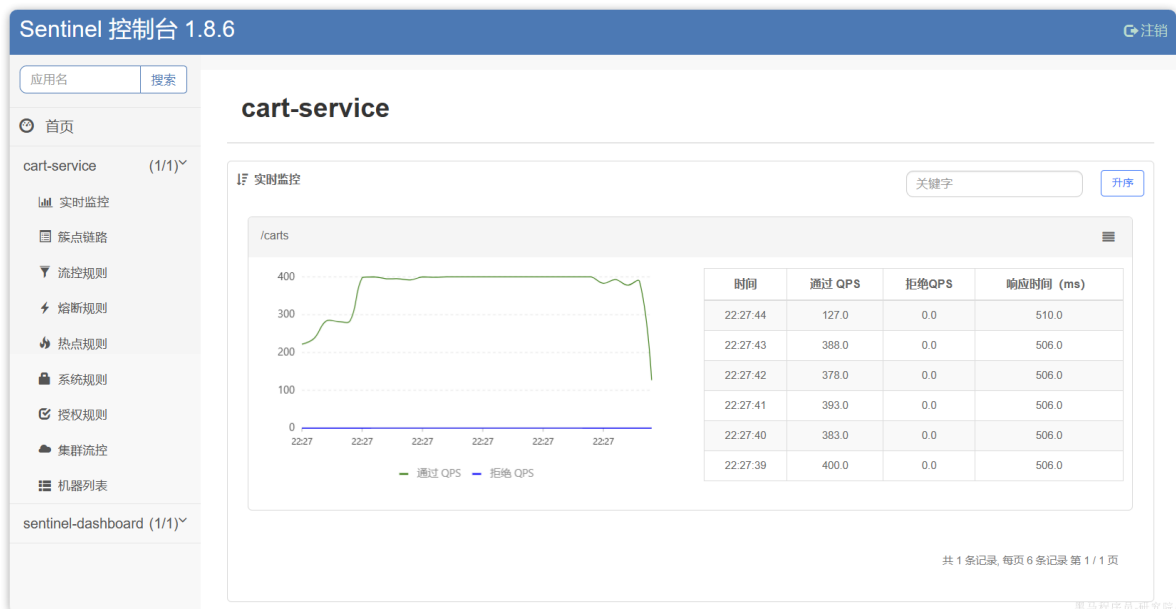 Sentinel 控制台 1.8.6
注销
应用名 搜索
首页
cart-service (1/1)
实时监控
簇点链路
流控规则
熔断规则
热点规则
系统规则
授权规则
集群流控
机器列表
sentinel-dashboard (1/1)
cart-service
实时监控
关键字 升序
/carts
400
300
200
100
0
22:27 22:27 22:27 22:27 22:27 22:27
通过 QPS 拒绝 QPS
时间 通过 QPS 拒绝QPS 响应时间（ms）
22:27:44 127.0 0.0 510.0
22:27:43 388.0 0.0 506.0
22:27:42 378.0 0.0 506.0
22:27:41 393.0 0.0 506.0
22:27:40 383.0 0.0 506.0
22:27:39 400.0 0.0 506.0
共 1 条记录, 每页 6 条记录 第 1 / 1 页